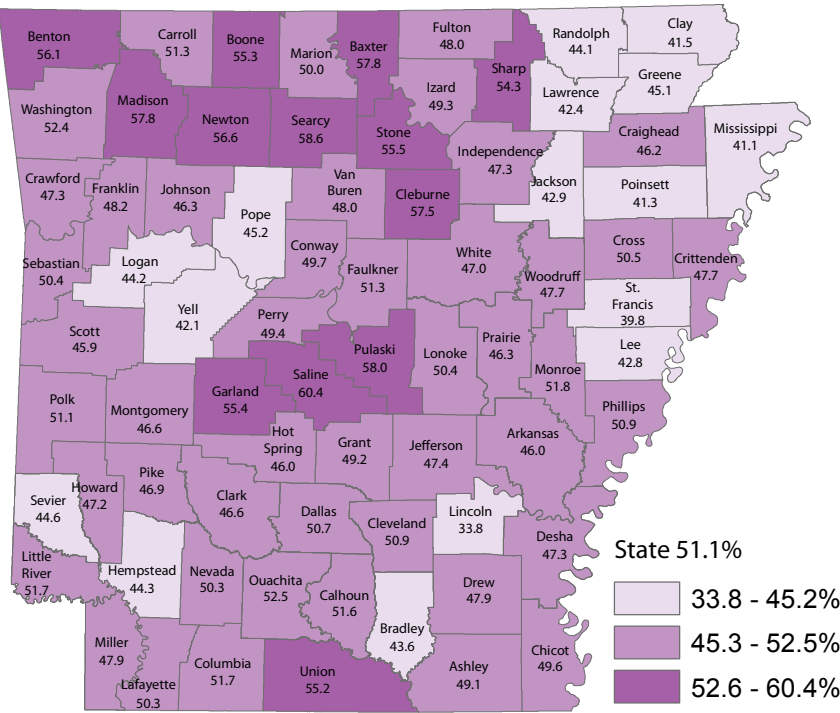 Benton
56.1
Carroll
51.3
Boone
55.3
Marion
50.0
Baxter
57.8
Fulton
48.0
Randolph
44.1
Clay
41.5
Sharp
54.3
Izard
49.3
Lawrence
42.4
Greene
45.1
Washington
52.4
Madison
57.8
Newton
56.6
Searcy
58.6
Stone
55.5
Independence
47.3
Craighead
46.2
Mississippi
41.1
Crawford
47.3
Franklin
48.2
Johnson
46.3
Pope
45.2
Van
Buren
48.0
Cleburne
57.5
Jackson
42.9
Poinsett
41.3
Sebastian
50.4
Logan
44.2
Conway
49.7
Faulkner
51.3
White
47.0
Woodruff
47.7
Cross
50.5
Crittenden
47.7
St.
Francis
39.8
Yell
42.1
Perry
49.4
Scott
45.9
Pulaski
58.0
Lonoke
50.4
Prairie
46.3
Lee
42.8
Monroe
51.8
Saline
60.4
Garland
55.4
Polk
51.1
Montgomery
46.6
Phillips
50.9
Hot
Spring
46.0
Grant
49.2
Jefferson
47.4
Arkansas
46.0
Sevier
44.6
Howard
47.2
Pike
46.9
Clark
46.6
Dallas
50.7
Cleveland
50.9
Lincoln
33.8
Desha
47.3
Little
River
51.7
Hempstead
44.3
Nevada
50.3
Ouachita
52.5
Calhoun
51.6
Bradley
43.6
Drew
47.9
Miller
47.9
Lafayette
50.3
Columbia
51.7
Union
55.2
Ashley
49.1
Chicot
49.6
State 51.1%
33.8 - 45.2%
45.3 - 52.5%
52.6 - 60.4%